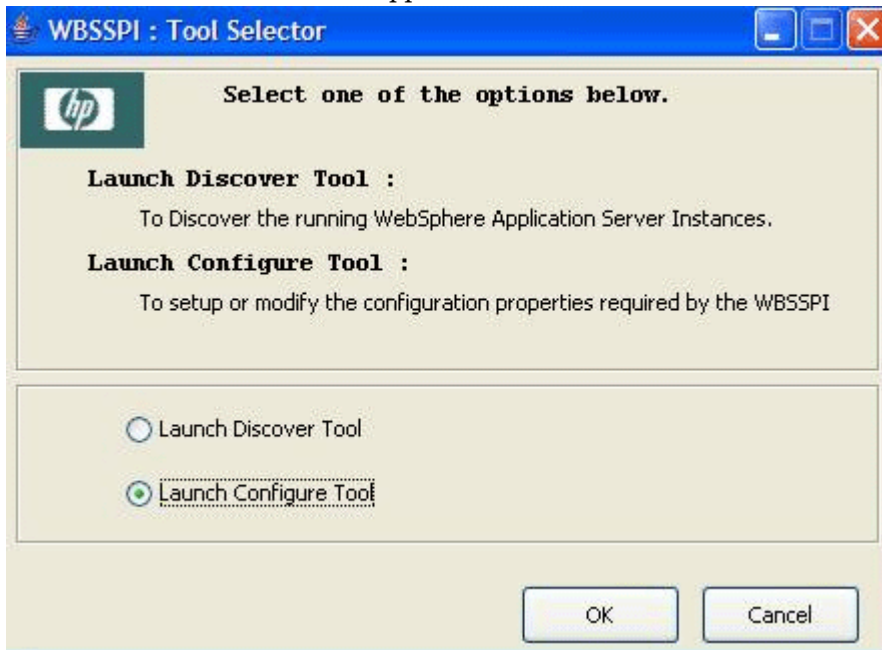 WBSSPI : Tool Selector
hp
Select one of the options below.
Launch Discover Tool :
To Discover the running WebSphere Application Server Instances.
Launch Configure Tool :
To setup or modify the configuration properties required by the WBSSPI
Launch Discover Tool
Launch Configure Tool
OK
Cancel